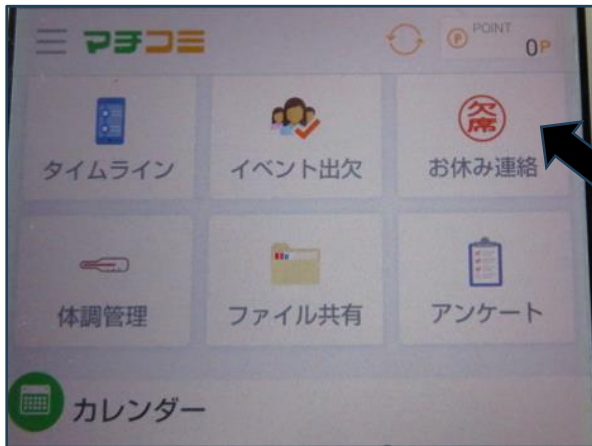 マチコミ
POINT
0P
欠席
タイムライン
イベント出欠
お休み連絡
体調管理
ファイル共有
アンケート
カレンダー